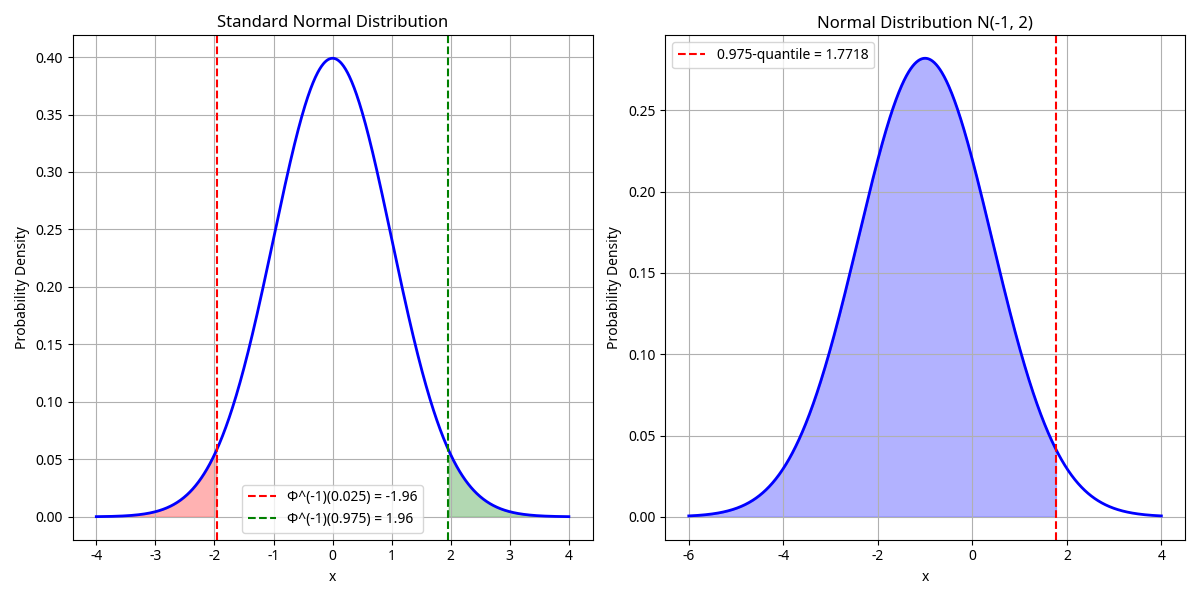 Standard Normal Distribution
Probability Density
0.40
0.35
0.30
0.25
0.20
0.15
0.10
0.05
0.00
Φ^(-1)(0.025) = -1.96
Φ^(-1)(0.975) = 1.96
-4 -3 -2 -1 0 1 2 3 4
x
Normal Distribution N(-1, 2)
Probability Density
0.975-quantile = 1.7718
0.25
0.20
0.15
0.10
0.05
0.00
-6 -4 -2 0 2 4
x